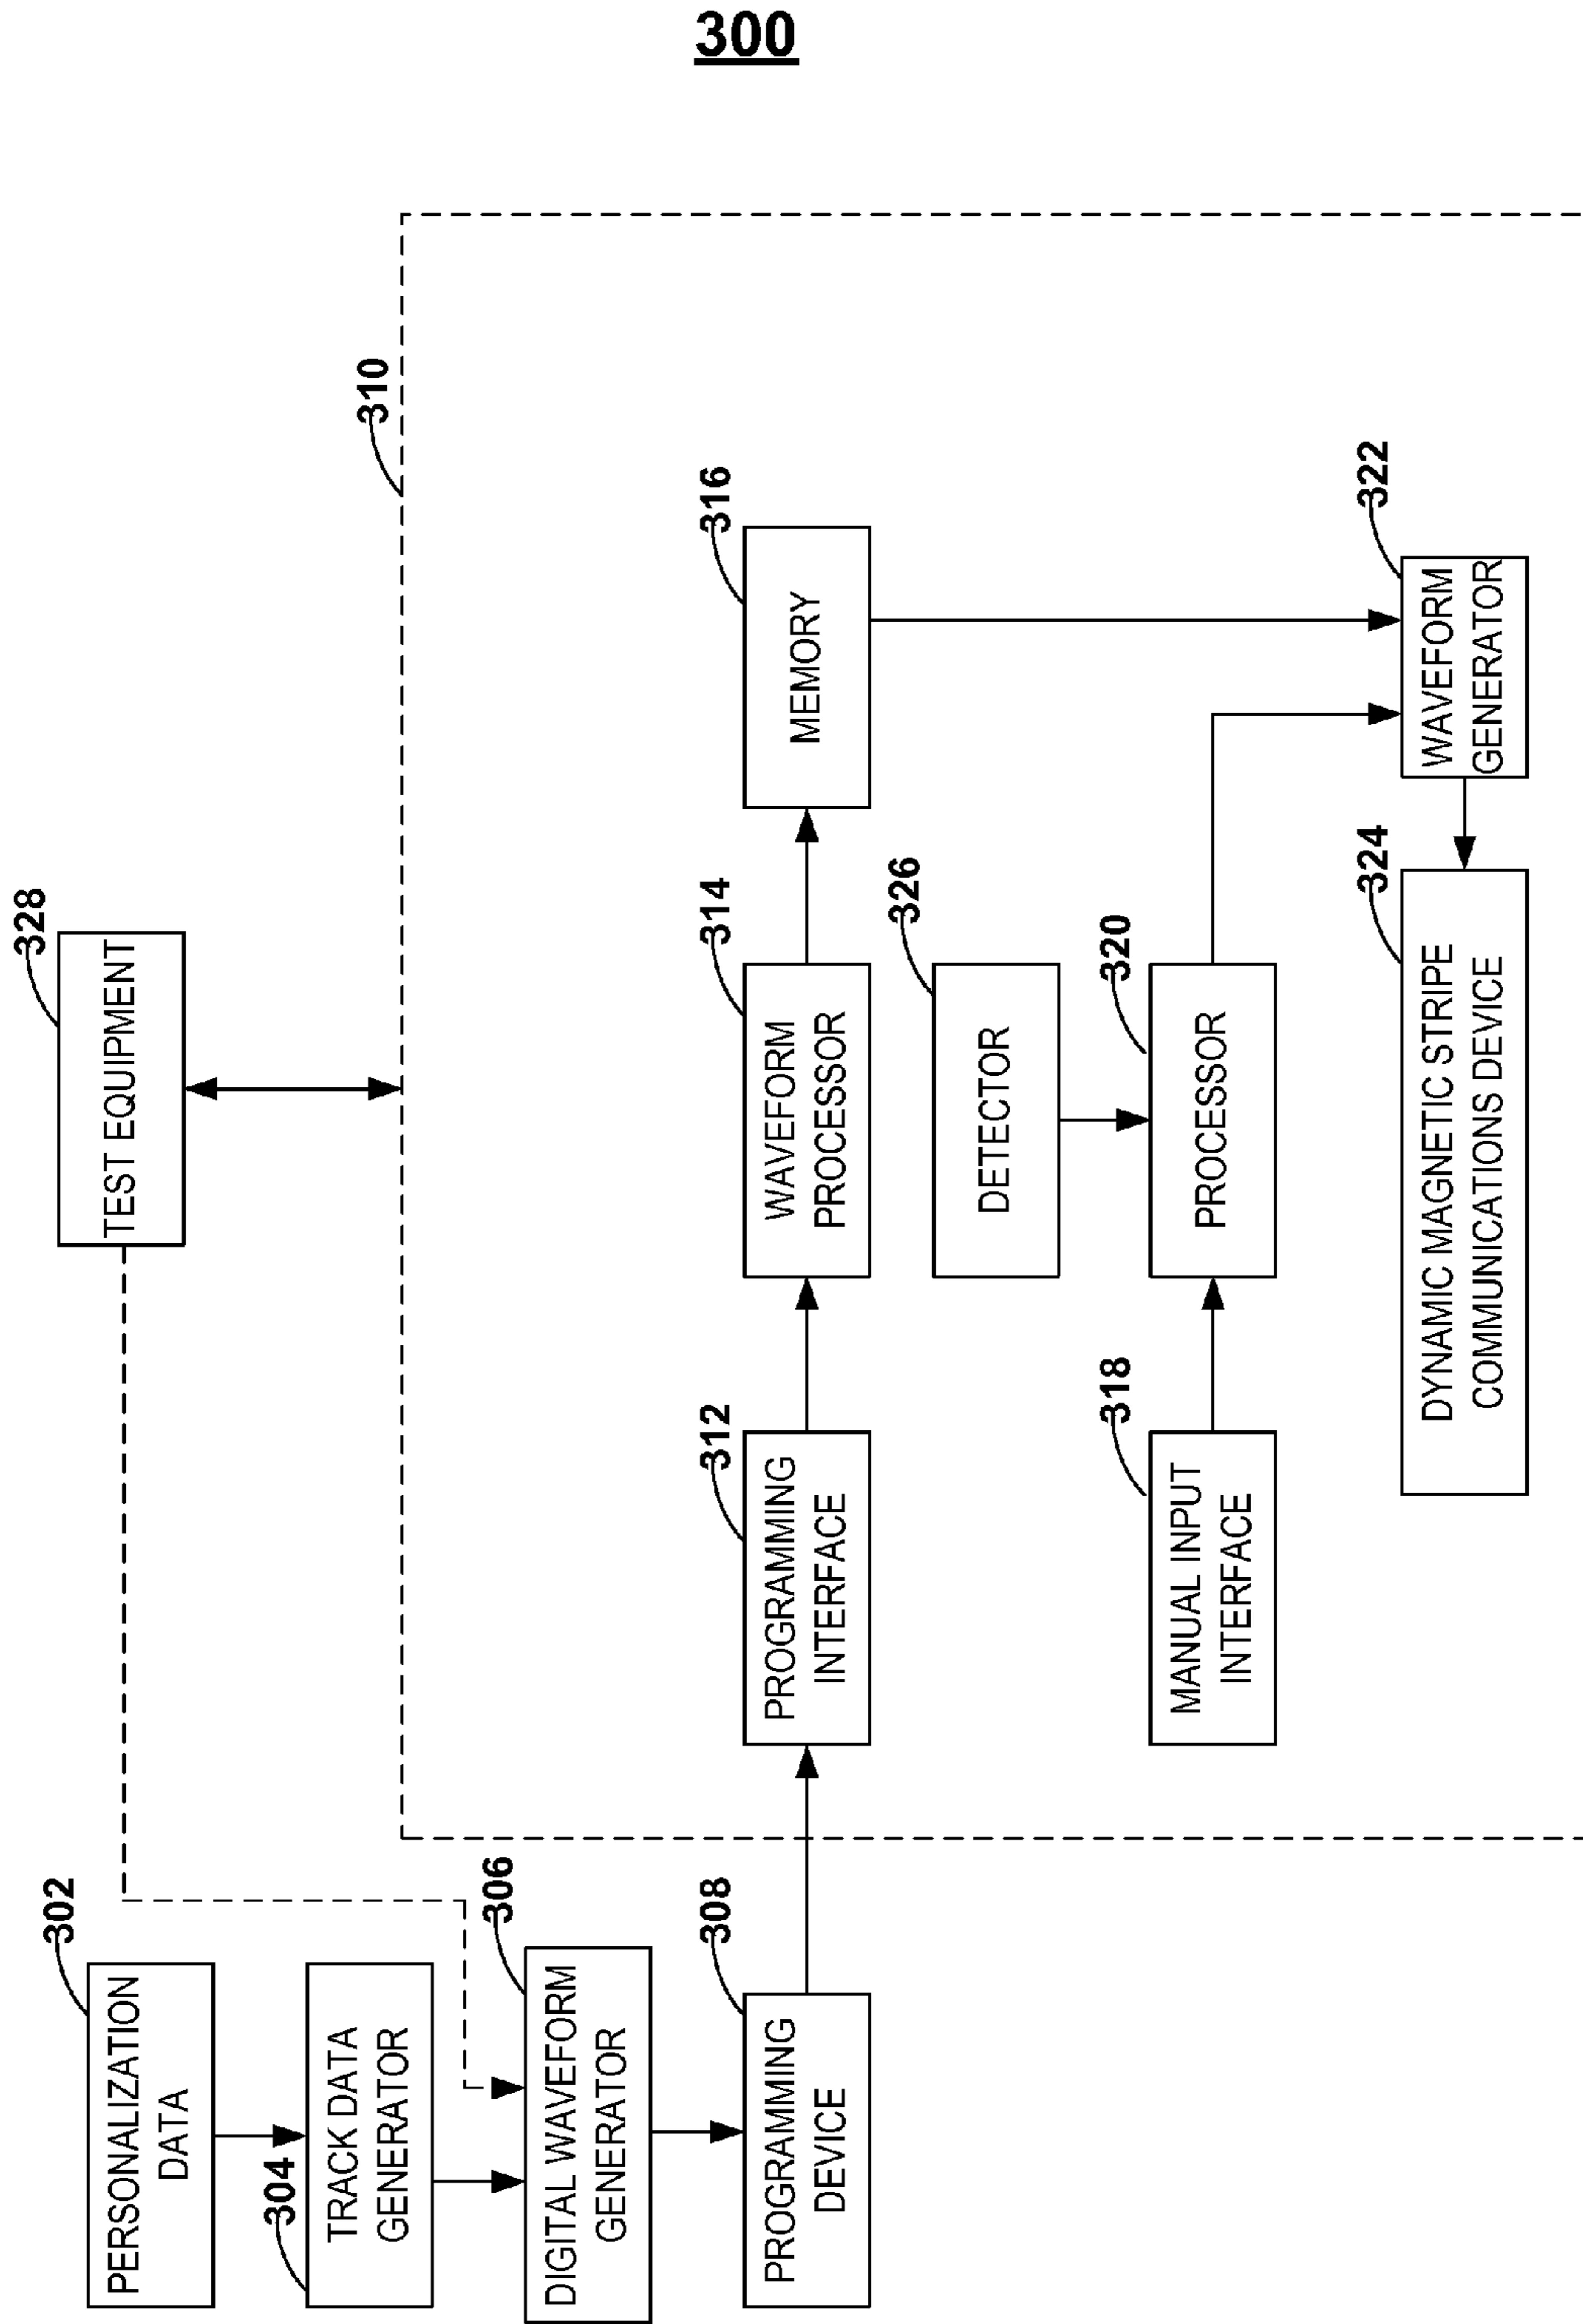 300
302
PERSONALIZATION
DATA
304
TRACK DATA
GENERATOR
306
DIGITAL WAVEFORM
GENERATOR
308
PROGRAMMING
DEVICE
328
TEST EQUIPMENT
310
312
PROGRAMMING
INTERFACE
314
WAVEFORM
PROCESSOR
316
MEMORY
326
DETECTOR
318
MANUAL INPUT
INTERFACE
320
PROCESSOR
324
DYNAMIC MAGNETIC STRIPE
COMMUNICATIONS DEVICE
322
WAVEFORM
GENERATOR